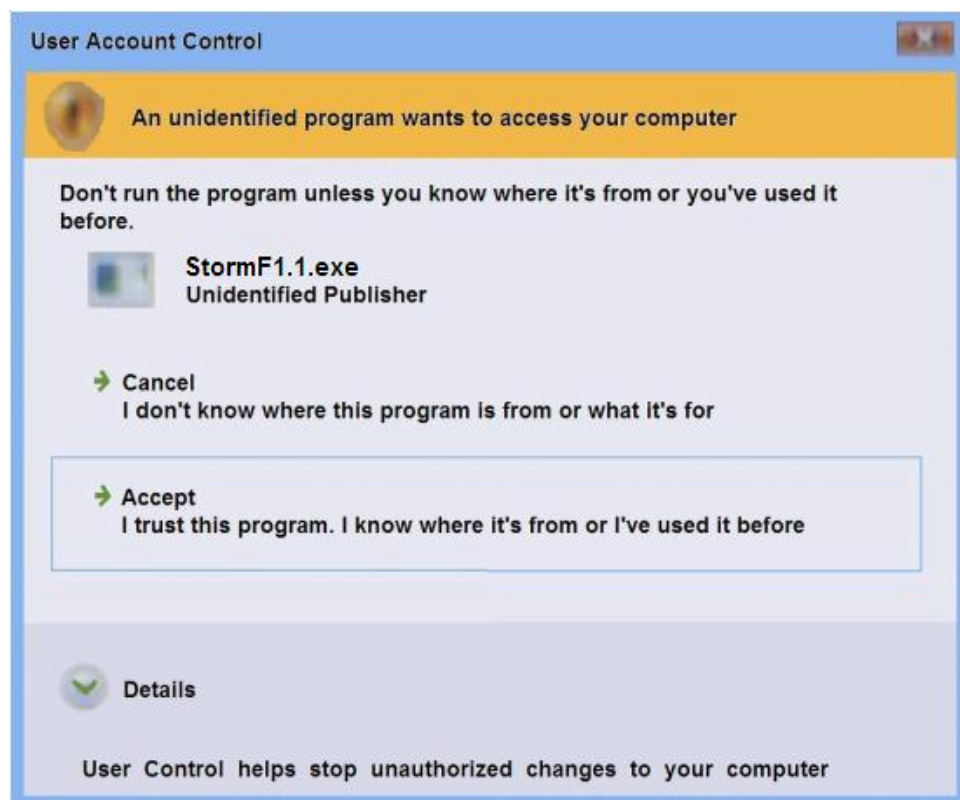 User Account Control
An unidentified program wants to access your computer
Don't run the program unless you know where it's from or you've used it
before.
StormF1.1.exe
Unidentified Publisher
Cancel
I don't know where this program is from or what it's for
Accept
I trust this program. I know where it's from or I've used it before
Details
User Control helps stop unauthorized changes to your computer